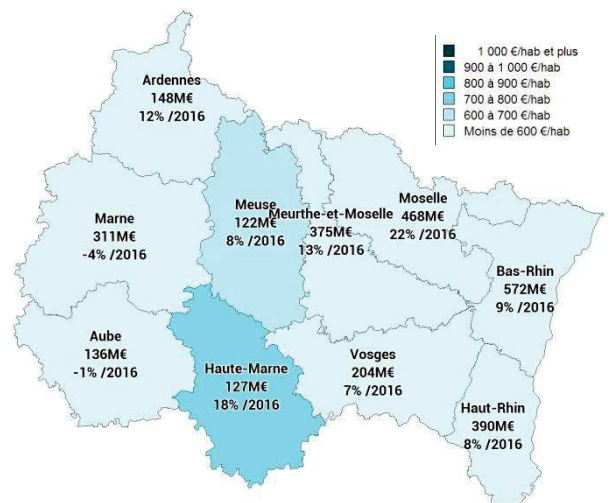 1 000 €/hab et plus
900 à 1 000 €/hab
800 à 900 €/hab
700 à 800 €/hab
600 à 700 €/hab
Moins de 600 €/hab
Ardennes
148M€
12% /2016
Meuse
122M€
8% /2016
Meurthe-et-Moselle
375M€
13% /2016
Moselle
468M€
22% /2016
Marne
311M€
-4% /2016
Bas-Rhin
572M€
9% /2016
Aube
136M€
-1% /2016
Haute-Marne
127M€
18% /2016
Vosges
204M€
7% /2016
Haut-Rhin
390M€
8% /2016